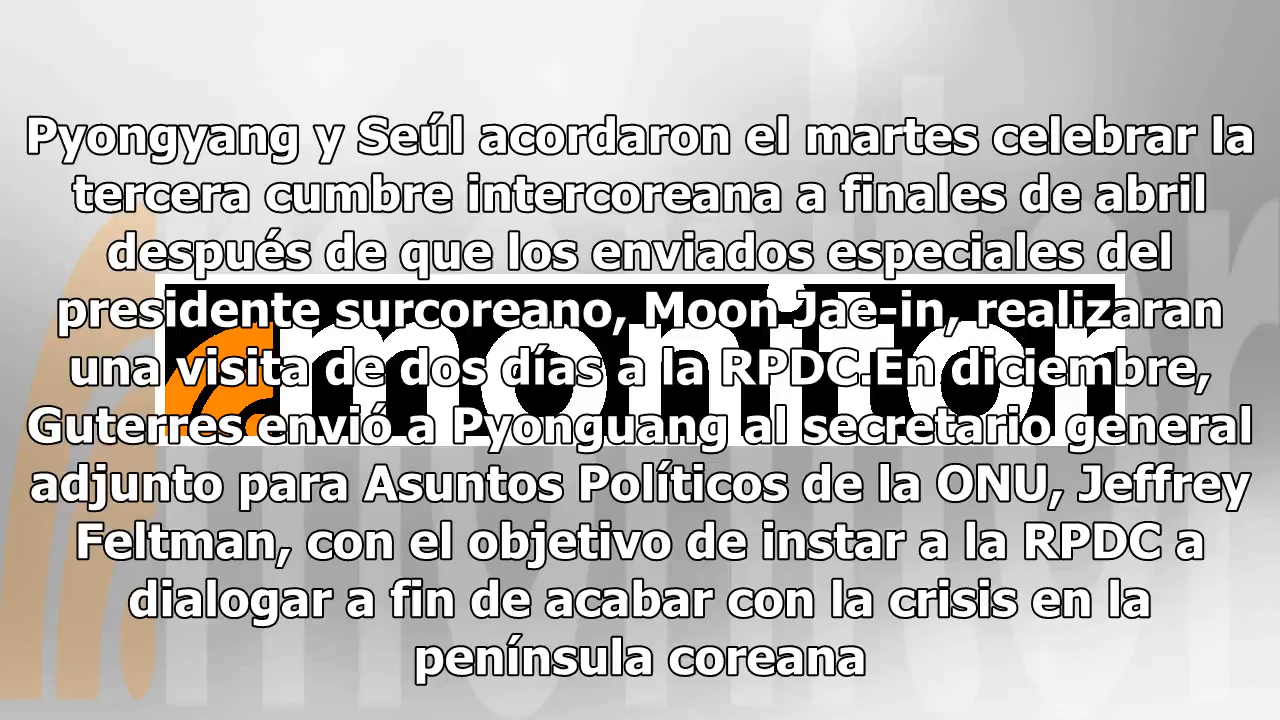 Pyongyang y Seúl acordaron el martes celebrar la
tercera cumbre intercoreana a finales de abril
después de que los enviados especiales del
presidente surcoreano, Moon Jae-in, realizaran
una visita de dos días a la RPDC.En diciembre,
Guterres envió a Pyonguang al secretario general
adjunto para Asuntos Políticos de la ONU, Jeffrey
Feltman, con el objetivo de instar a la RPDC a
dialogar a fin de acabar con la crisis en la
península coreana
monitor